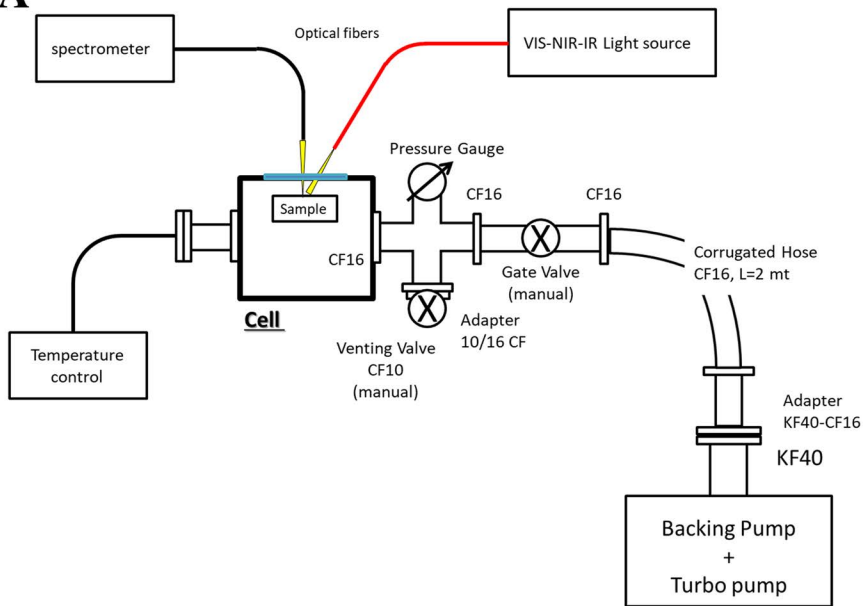 A
spectrometer
Optical fibers
VIS-NIR-IR Light source
Pressure Gauge
CF16
CF16
Sample
CF16
Gate Valve
(manual)
Corrugated Hose
CF16, L=2 mt
Cell
Adapter
10/16 CF
Venting Valve
CF10
(manual)
Temperature
control
Adapter
KF40-CF16
KF40
Backing Pump
+
Turbo pump